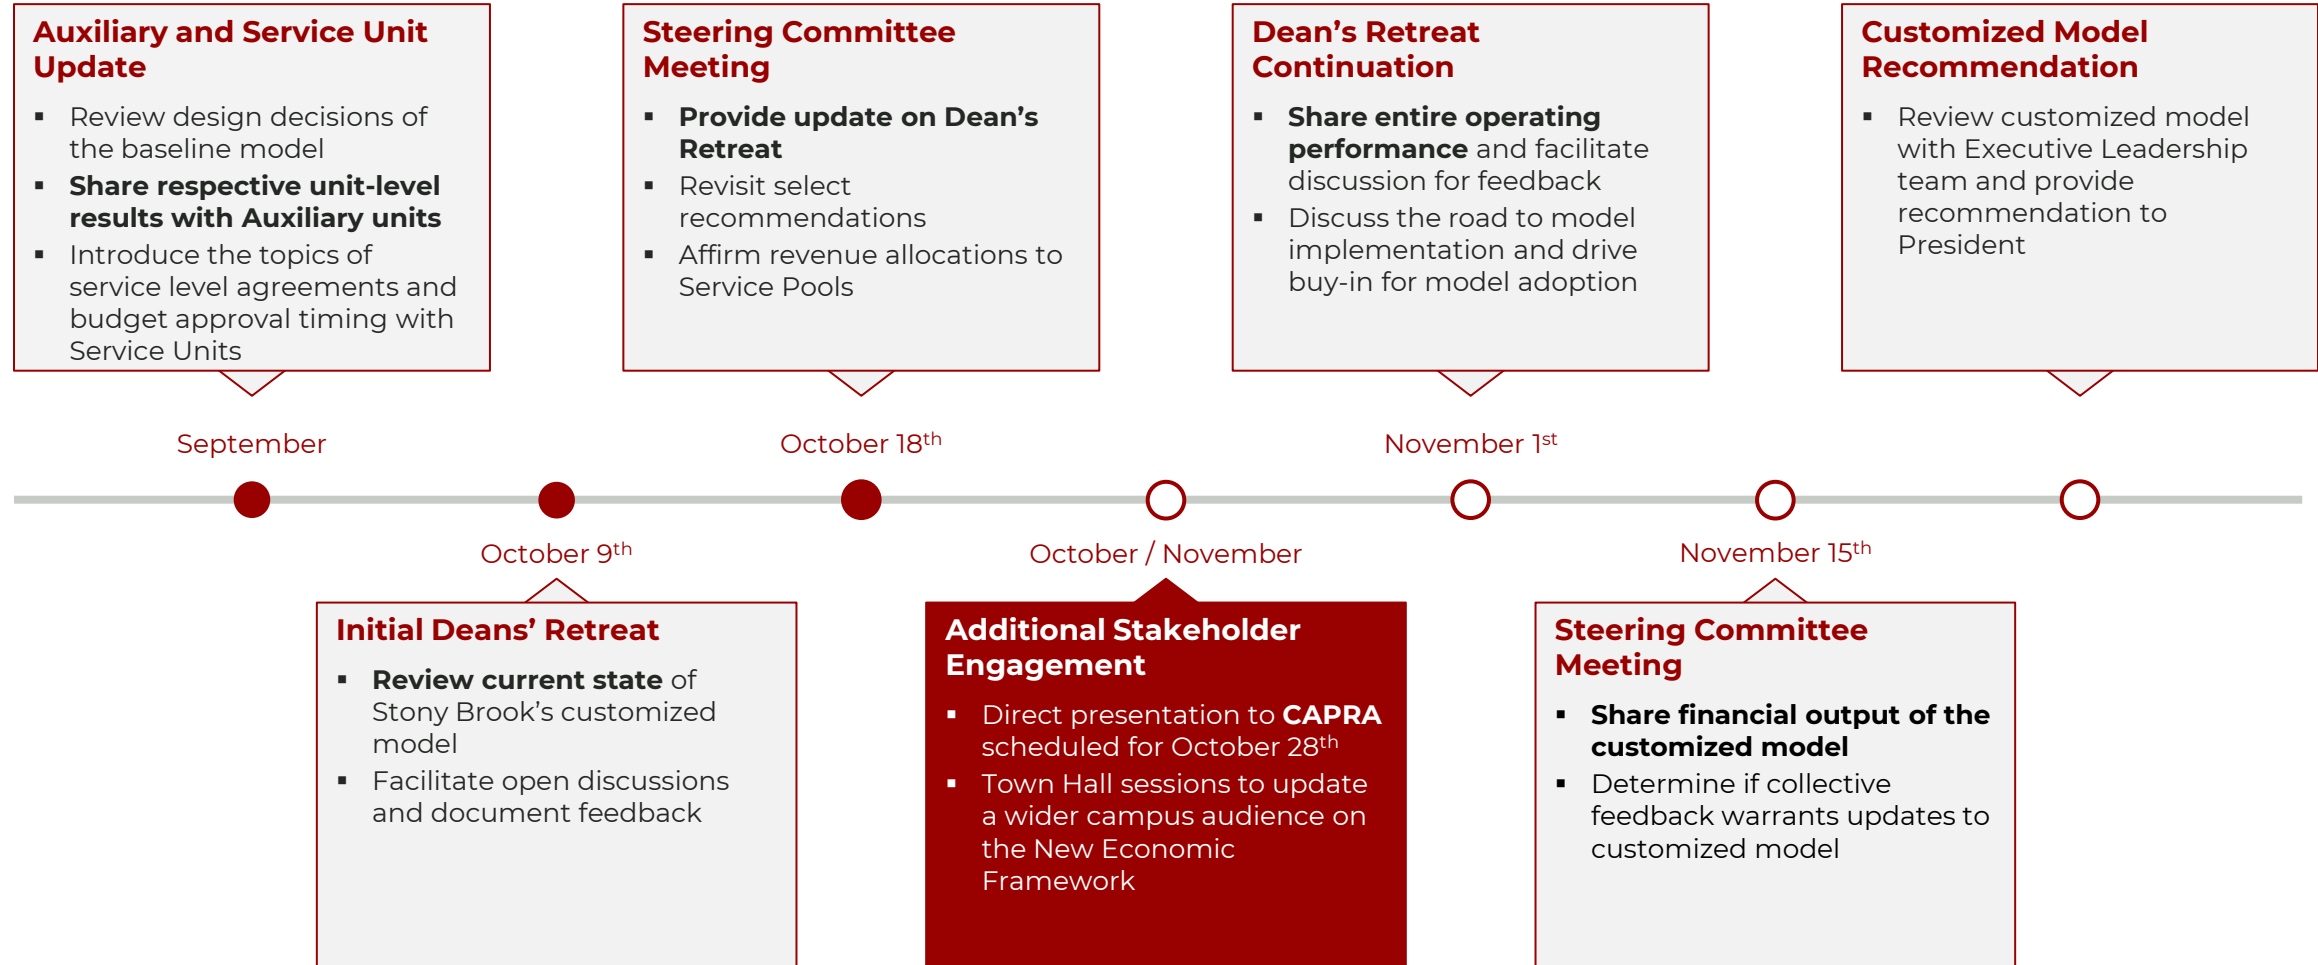 Auxiliary and Service Unit
Update
▪ Review design decisions of
the baseline model
▪ Share respective unit-level
results with Auxiliary units
▪ Introduce the topics of
service level agreements and
budget approval timing with
Service Units
September
Initial Deans’ Retreat
▪ Review current state of
Stony Brook’s customized
model
▪ Facilitate open discussions
and document feedback
October 9th
Steering Committee
Meeting
▪ Provide update on Dean’s
Retreat
▪ Revisit select
recommendations
▪ Affirm revenue allocations to
Service Pools
October 18th
October / November
Additional Stakeholder
Engagement
▪ Direct presentation to CAPRA
scheduled for October 28th
▪ Town Hall sessions to update
a wider campus audience on
the New Economic
Framework
Dean’s Retreat
Continuation
▪ Share entire operating
performance and facilitate
discussion for feedback
▪ Discuss the road to model
implementation and drive
buy-in for model adoption
November 1st
November 15th
Steering Committee
Meeting
▪ Share financial output of the
customized model
▪ Determine if collective
feedback warrants updates to
customized model
Customized Model
Recommendation
▪ Review customized model
with Executive Leadership
team and provide
recommendation to
President